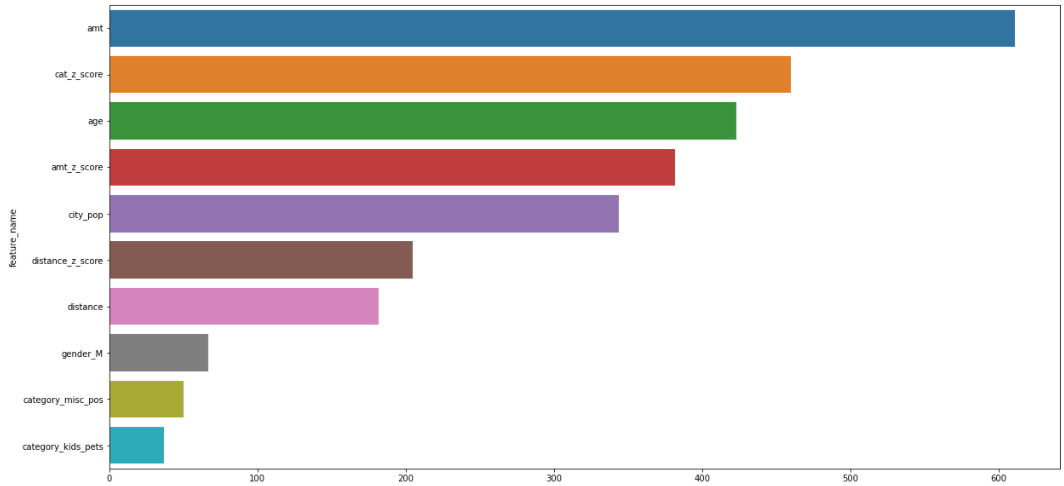 feature_name
amt
cat_z_score
age
amt_z_score
city_pop
distance_z_score
distance
gender_M
category_misc_pos
category_kids_pets
0 100 200 300 400 500 600